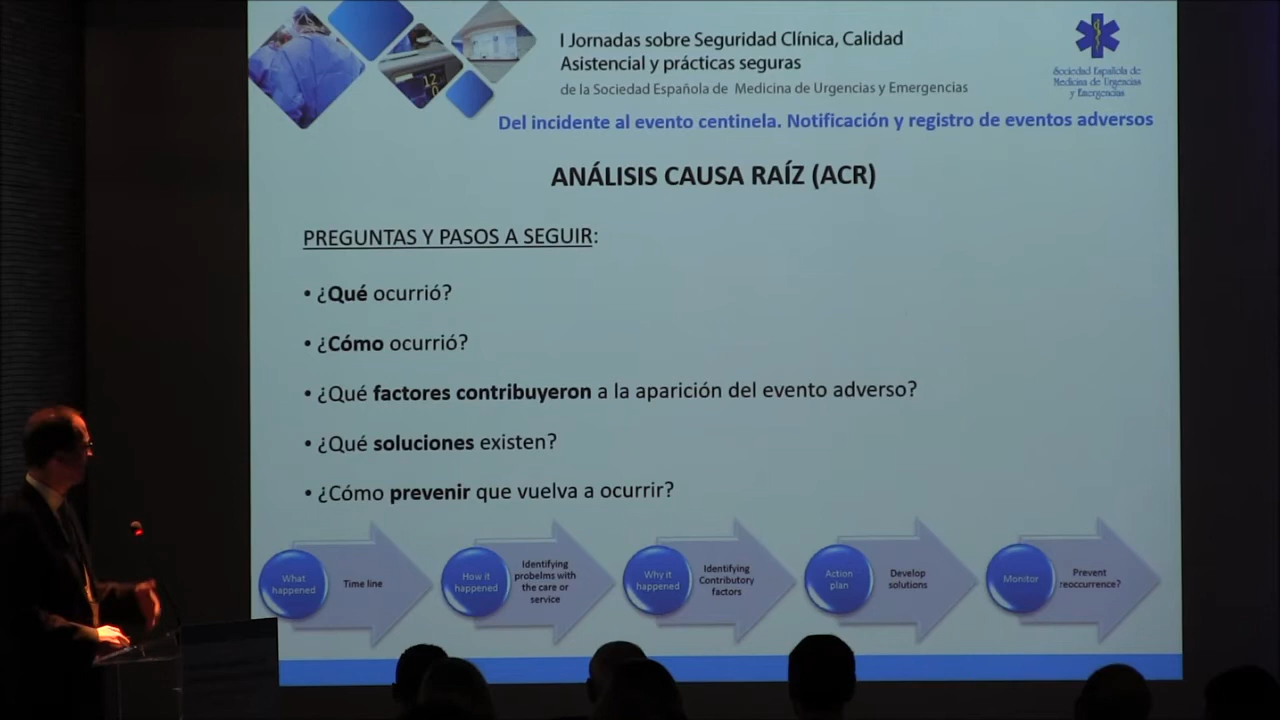 I Jornadas sobre Seguridad Clínica, Calidad
Asistencial y prácticas seguras
de la Sociedad Española de Medicina de Urgencias y Emergencias
Sociedad Española de
Medicina de Urgencias
y Emergencias
Del incidente al evento centinela. Notificación y registro de eventos adversos
ANÁLISIS CAUSA RAÍZ (ACR)
PREGUNTAS Y PASOS A SEGUIR:
• ¿Qué ocurrió?
• ¿Cómo ocurrió?
• ¿Qué factores contribuyeron a la aparición del evento adverso?
• ¿Qué soluciones existen?
• ¿Cómo prevenir que vuelva a ocurrir?
What
happened
Time line
How it
happened
Identifying
probelms with
the care or
service
Why it
happened
Identifying
Contributory
factors
Action
plan
Develop
solutions
Monitor
Prevent
reoccurrence?